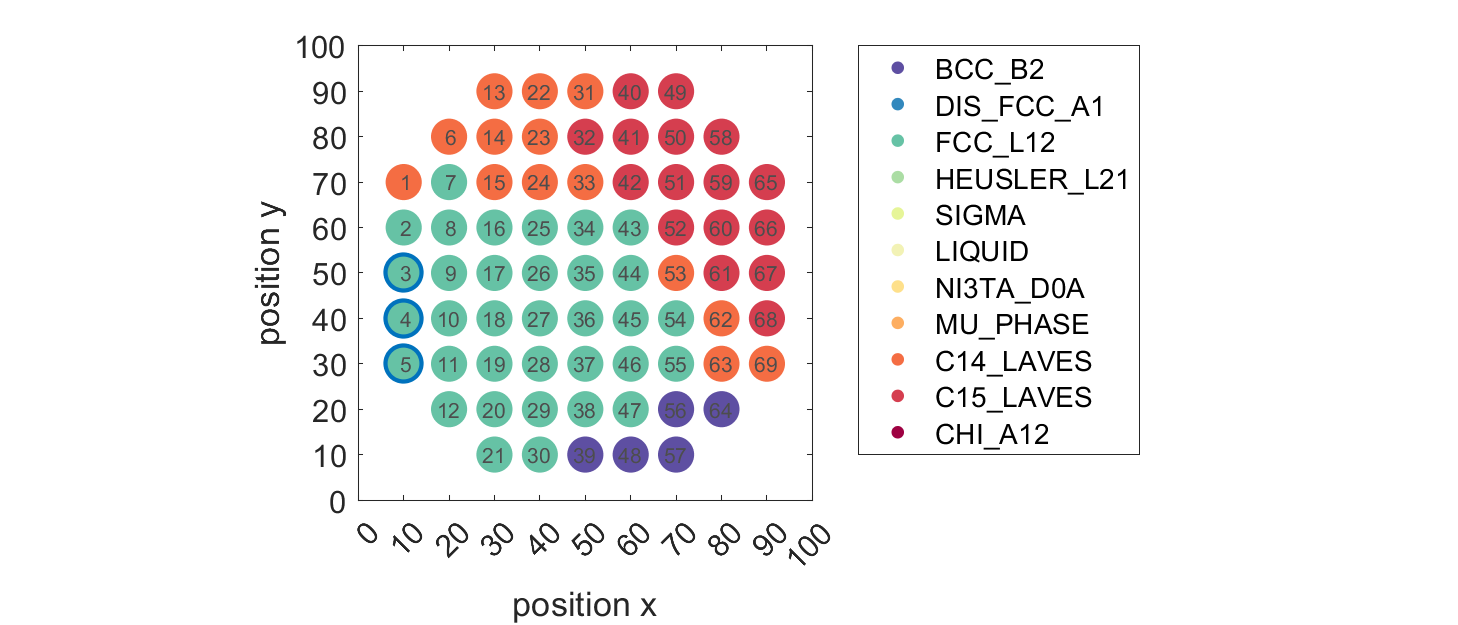 100
90
80
70
60
50
40
30
20
10
0
13 22 31 40 49
6 14 23 32 41 50 58
1 7 15 24 33 42 51 59 65
2 8 16 25 34 43 52 60 66
3 9 17 26 35 44 53 61 67
4 10 18 27 36 45 54 62 68
5 11 19 28 37 46 55 63 69
12 20 29 38 47 56 64
21 30 39 48 57
0 10 20 30 40 50 60 70 80 90 100
position x
position y
BCC_B2
DIS_FCC_A1
FCC_L12
HEUSLER_L21
SIGMA
LIQUID
NI3TA_D0A
MU_PHASE
C14_LAVES
C15_LAVES
CHI_A12